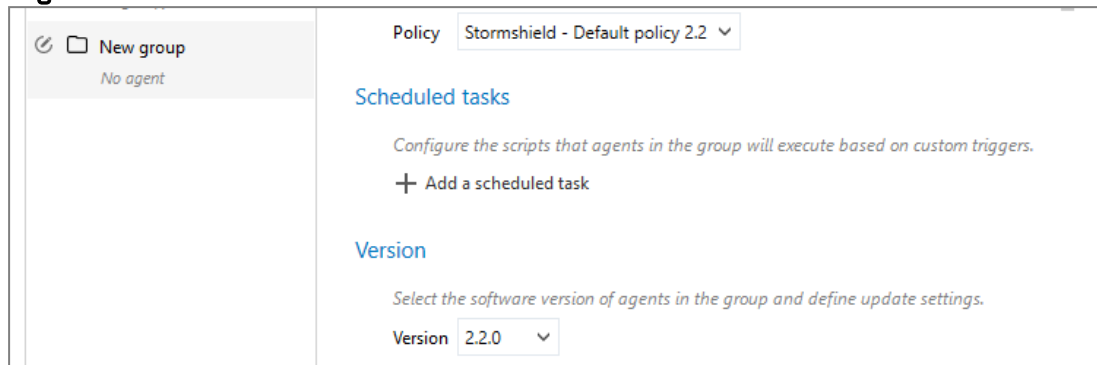 New group
No agent
Policy Stormshield - Default policy 2.2
Scheduled tasks
Configure the scripts that agents in the group will execute based on custom triggers.
Add a scheduled task
Version
Select the software version of agents in the group and define update settings.
Version 2.2.0